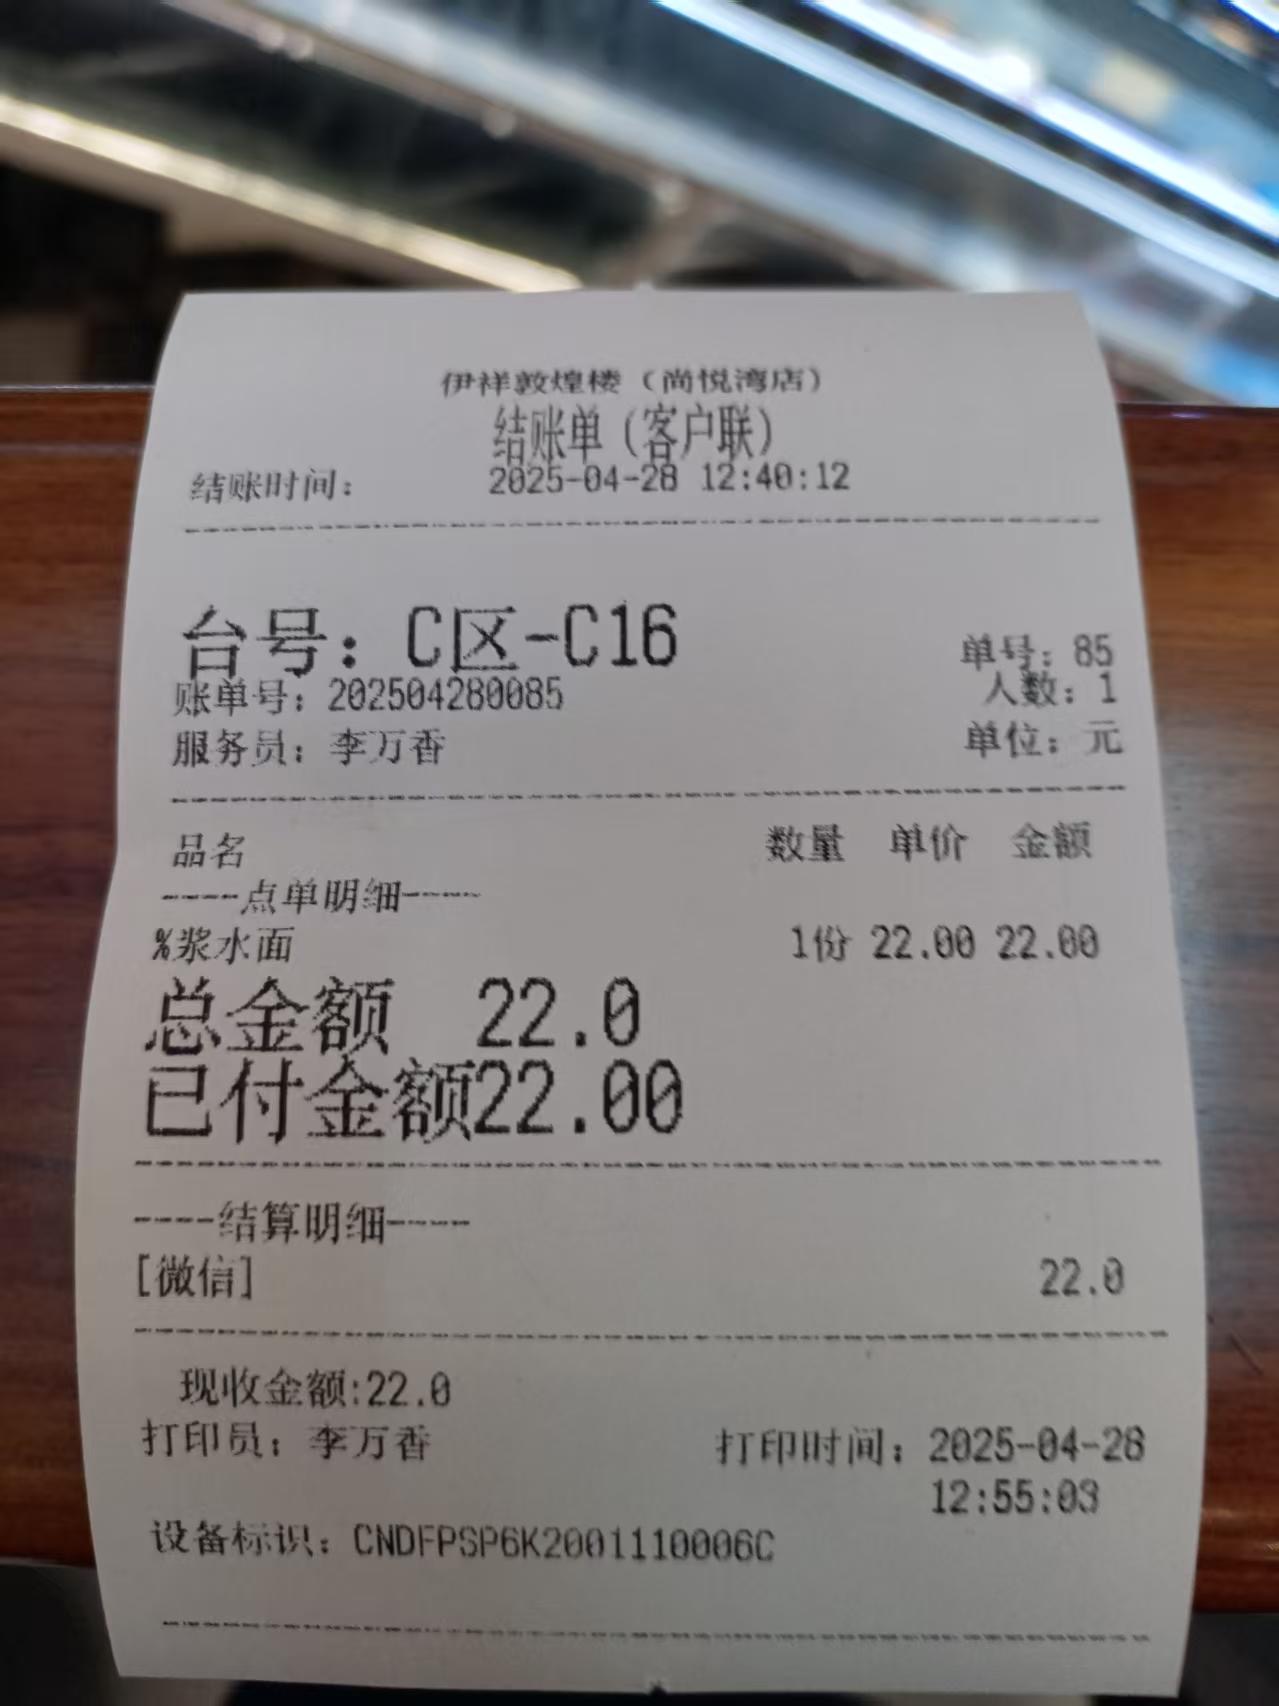 伊祥敦煌楼（尚悦湾店）
结账单（客户联）
结账时间： 2025-04-28 12:40:12
台号：C区-C16
单号：85
账单号：202504280085
人数：1
服务员：李万香
单位：元
品名 数量 单价 金额
----点单明细----
%浆水面 1份 22.00 22.00
总金额 22.0
已付金额22.00
----结算明细----
[微信] 22.0
现收金额:22.0
打印员：李万香 打印时间：2025-04-28
12:55:03
设备标识：CNDFPSP6K2001110006C